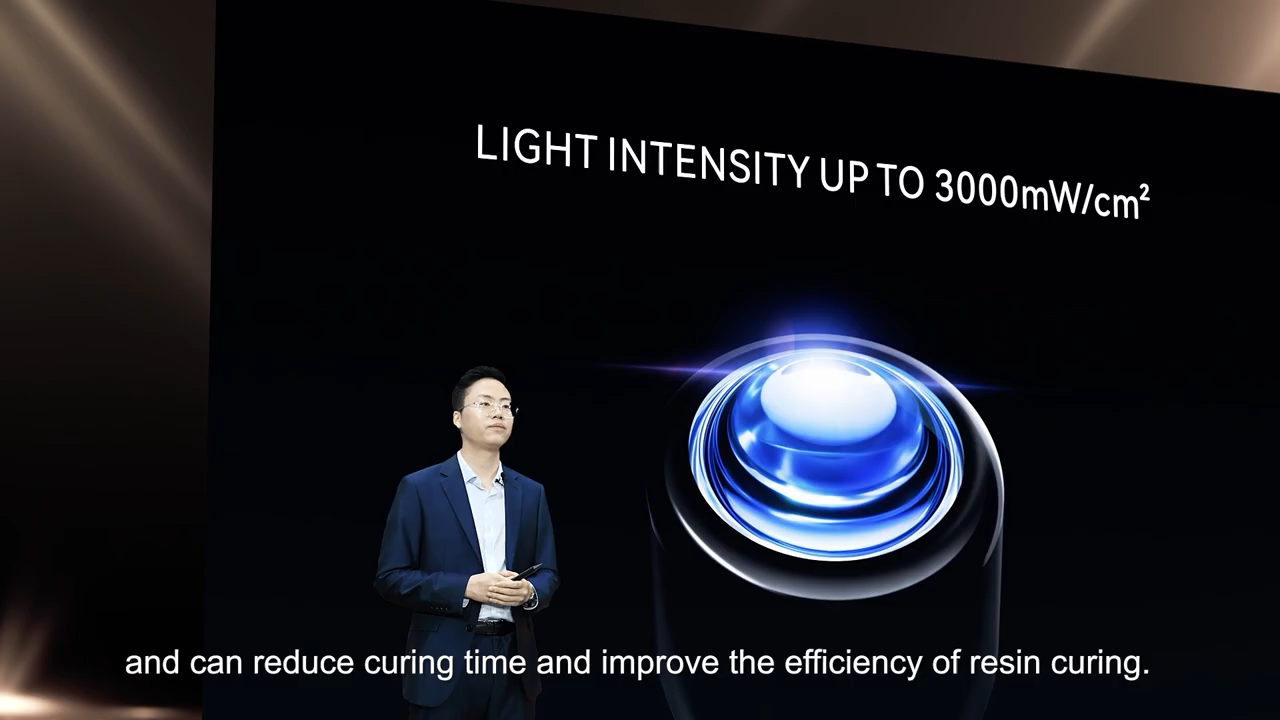 LIGHT INTENSITY UP TO 3000mW/cm²
and can reduce curing time and improve the efficiency of resin curing.